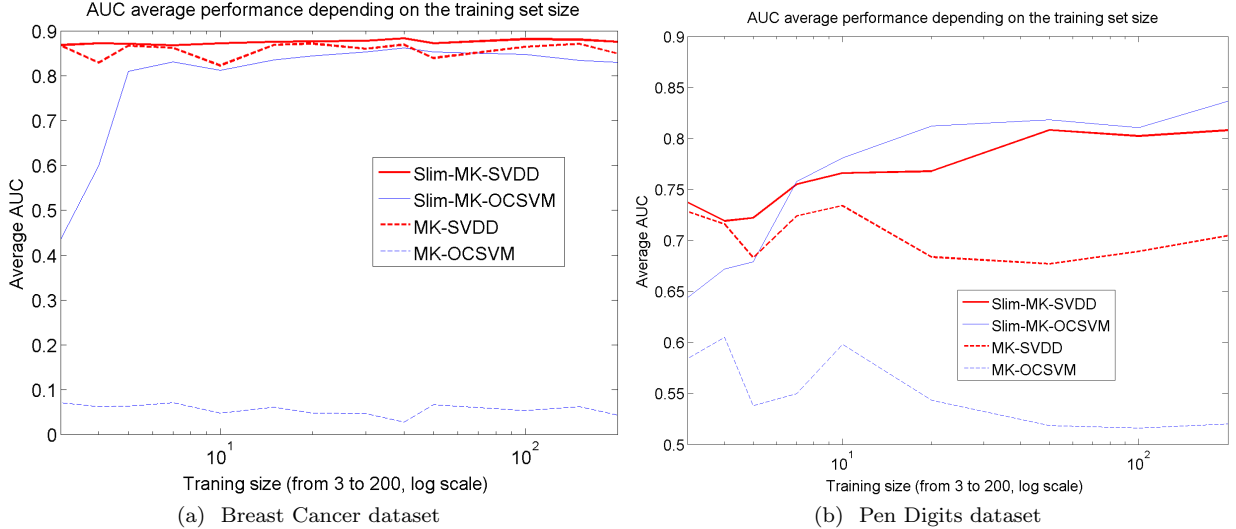 AUC average performance depending on the training set size
0.9
0.8
0.7
0.6
0.5
0.4
0.3
0.2
0.1
0
Average AUC
Slim-MK-SVDD
Slim-MK-OCSVM
MK-SVDD
MK-OCSVM
10^1
10^2
Traning size (from 3 to 200, log scale)
(a) Breast Cancer dataset
AUC average performance depending on the training set size
0.9
0.85
0.8
0.75
0.7
0.65
0.6
0.55
0.5
Average AUC
Slim-MK-SVDD
Slim-MK-OCSVM
MK-SVDD
MK-OCSVM
10^1
10^2
Training size (from 3 to 200, log scale)
(b) Pen Digits dataset